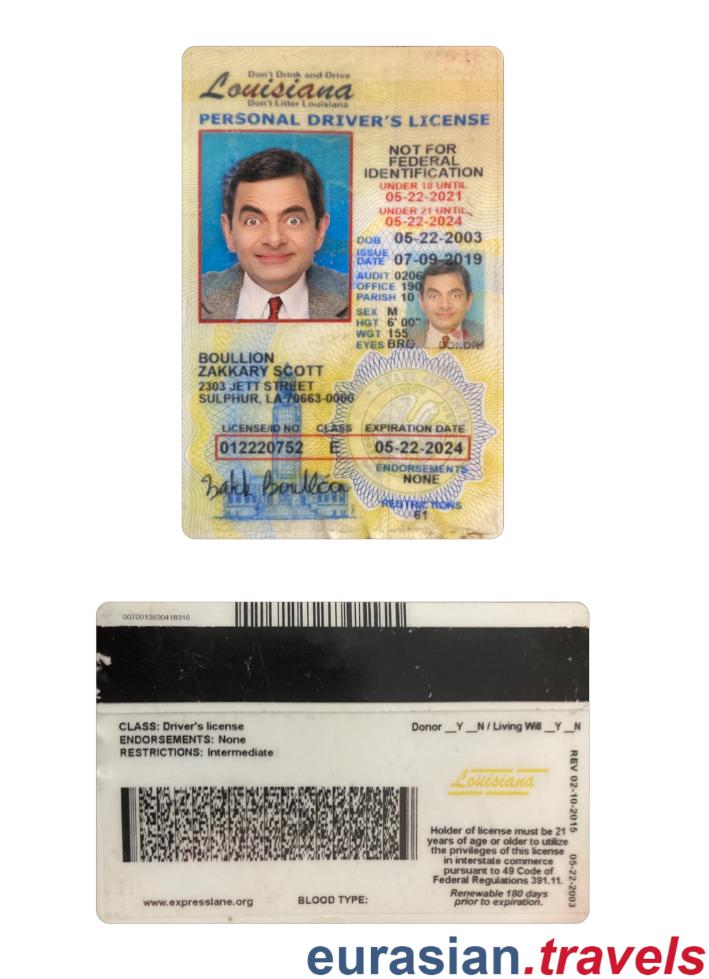 Don't Drink and Drive
Louisiana
Don't Litter Louisiana
PERSONAL DRIVER'S LICENSE
NOT FOR
FEDERAL
IDENTIFICATION
UNDER 18 UNTIL
05-22-2021
UNDER 21 UNTIL
05-22-2024
DOB 05-22-2003
ISSUE DATE 07-09-2019
AUDIT 0206
OFFICE 190
PARISH 10
SEX M
HGT 6' 00"
WGT 155
EYES BRO DONOR
BOULLION
ZAKKARY SCOTT
2303 JETT STREET
SULPHUR, LA 70663-0000
LICENSE/ID NO CLASS EXPIRATION DATE
012220752 E 05-22-2024
ENDORSEMENTS
NONE
RESTRICTIONS
61
Zakk Boullion
0070013630418316
CLASS: Driver's license
ENDORSEMENTS: None
RESTRICTIONS: Intermediate
Donor __Y __N / Living Will __Y __N
Louisiana
REV 02-10-2015 05-22-2003
Holder of license must be 21
years of age or older to utilize
the privileges of this license
in interstate commerce
pursuant to 49 Code of
Federal Regulations 391.11.
Renewable 180 days
prior to expiration.
www.expresslane.org BLOOD TYPE:
eurasian.travels